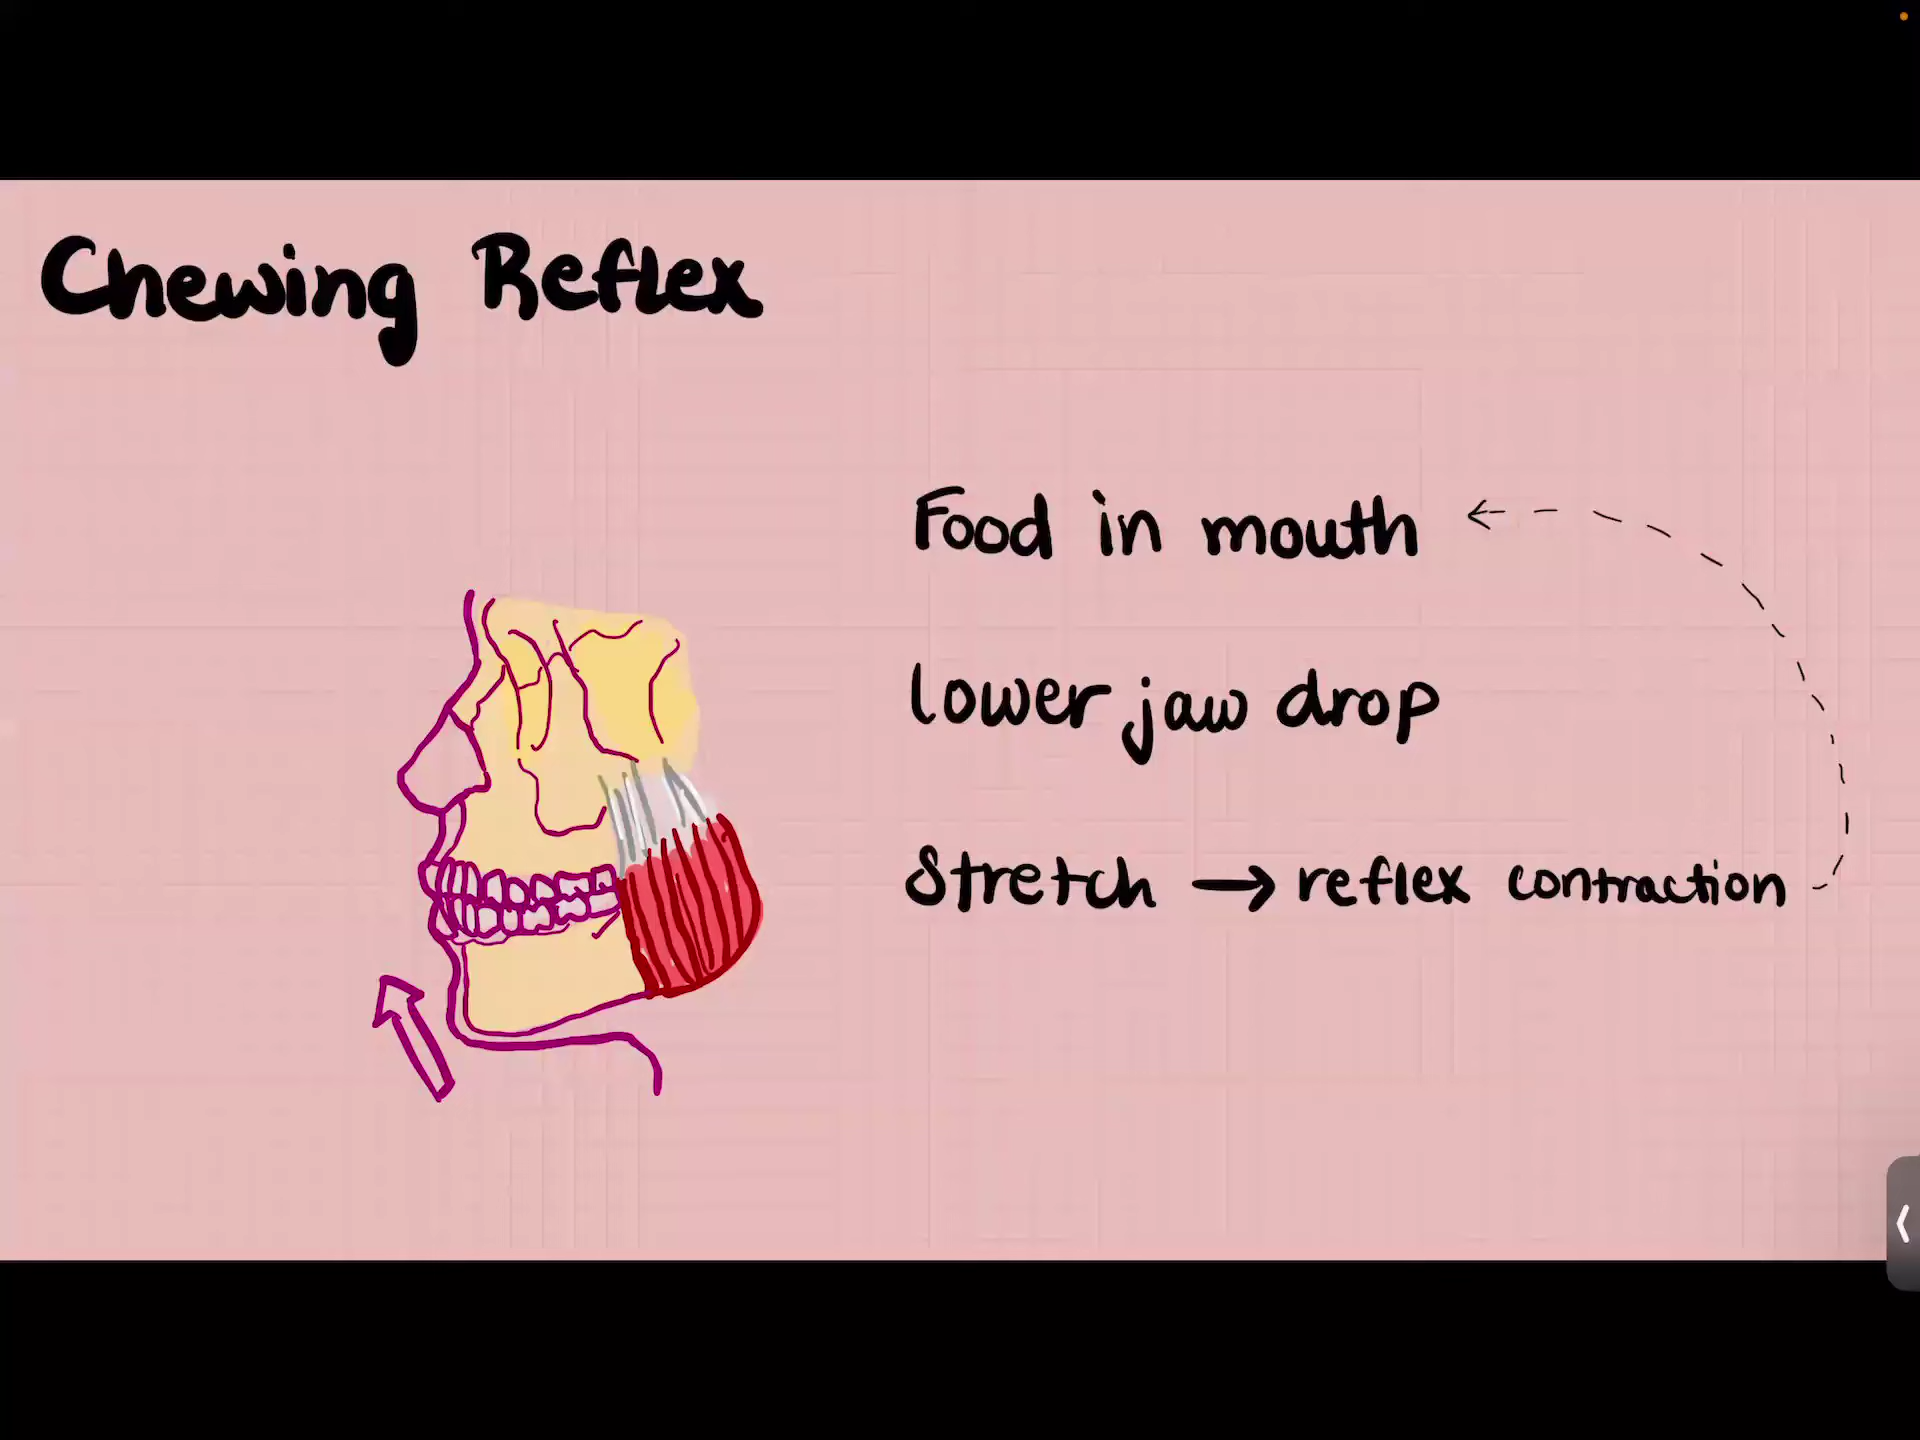 Chewing Reflex
Food in mouth
lower jaw drop
Stretch → reflex contraction